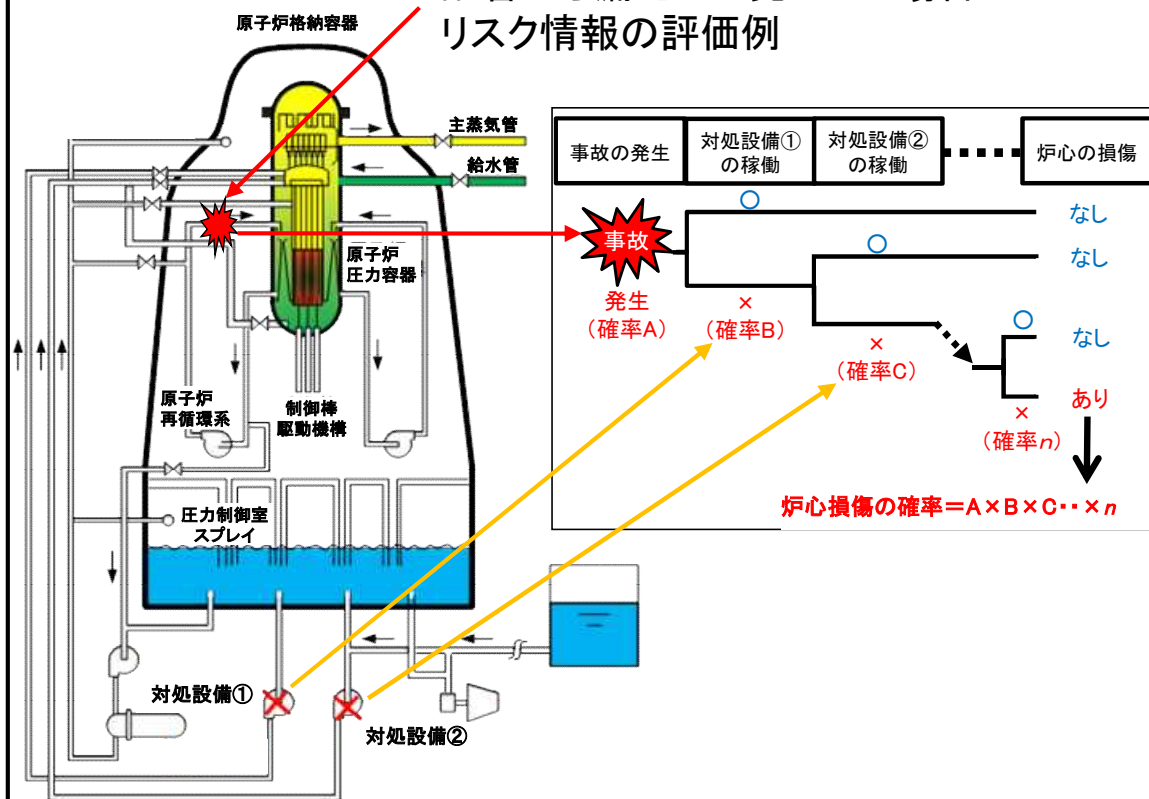 リスク情報の評価例
原子炉格納容器
主蒸気管
給水管
原子炉
圧力容器
原子炉
再循環系
制御棒
駆動機構
圧力制御室
スプレイ
対処設備①
対処設備②
事故の発生
対処設備①
の稼働
対処設備②
の稼働
炉心の損傷
事故
発生
(確率A)
○
×
(確率B)
○
×
(確率C)
○
×
(確率n)
なし
なし
なし
あり
炉心損傷の確率=A×B×C‥×n